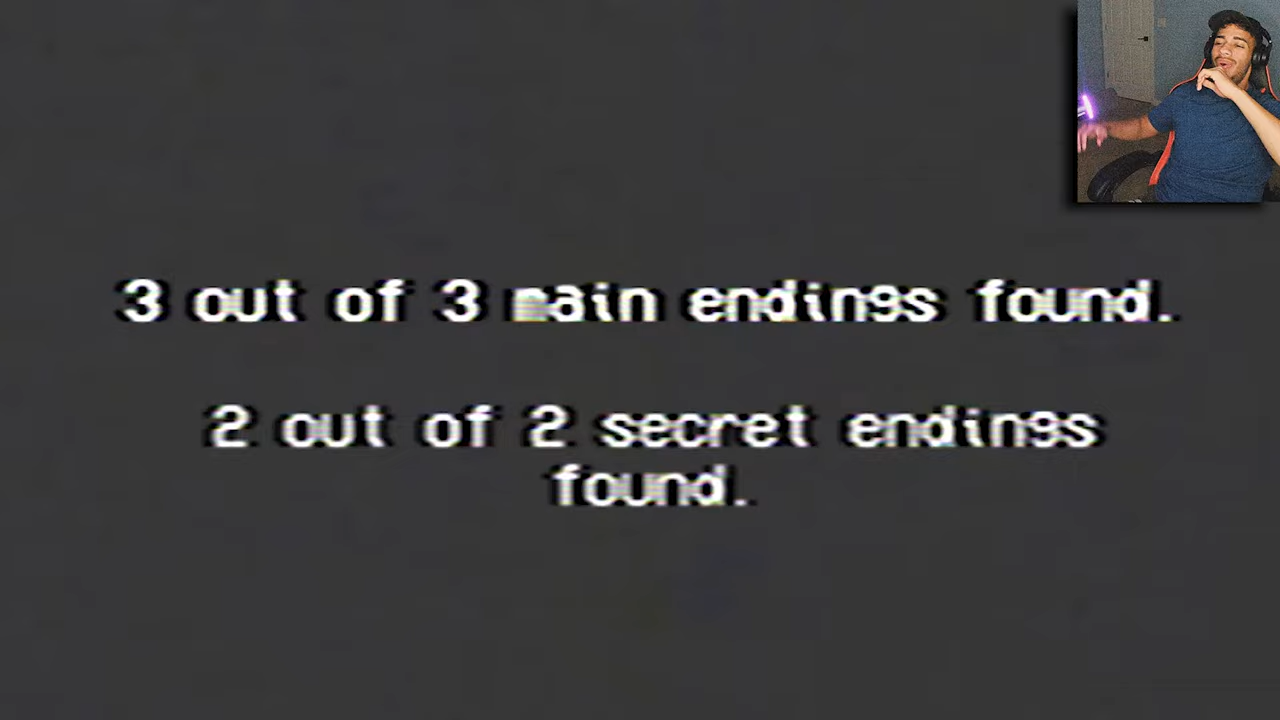 3 out of 3 main endings found.
2 out of 2 secret endings
found.